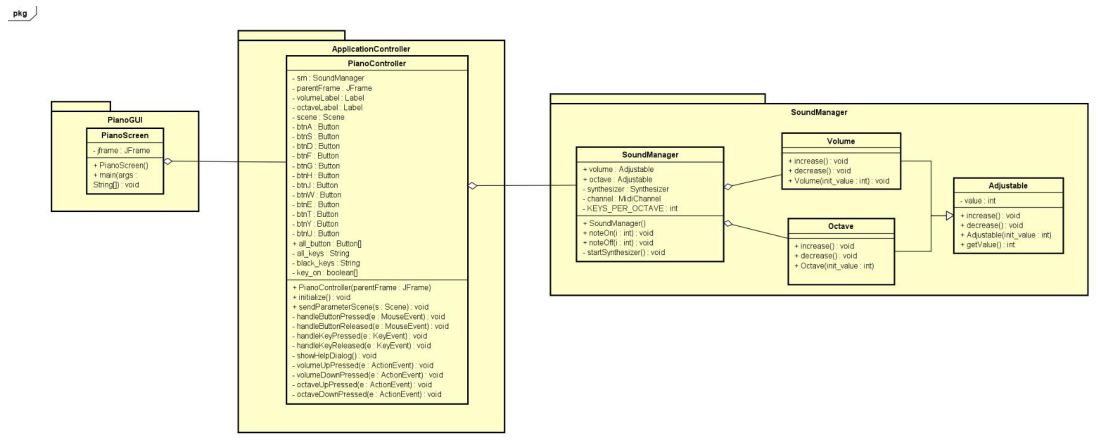 pkg
PianoGUI
PianoScreen
- jframe : JFrame
+ PianoScreen()
+ main(args :
String[]) : void
ApplicationController
PianoController
- sm : SoundManager
- parentFrame : JFrame
- volumeLabel : Label
- octaveLabel : Label
- scene : Scene
- btnA : Button
- btnS : Button
- btnD : Button
- btnF : Button
- btnG : Button
- btnH : Button
- btnJ : Button
- btnW : Button
- btnE : Button
- btnT : Button
- btnY : Button
- btnU : Button
+ all_button : Button[]
- all_keys : String
- black_keys : String
- key_on : boolean[]
+ PianoController(parentFrame : JFrame)
+ initialize() : void
+ sendParameterScene(s : Scene) : void
- handleButtonPressed(e : MouseEvent) : void
- handleButtonReleased(e : MouseEvent) : void
- handleKeyPressed(e : KeyEvent) : void
- handleKeyReleased(e : KeyEvent) : void
- showHelpDialog() : void
- volumeUpPressed(e : ActionEvent) : void
- volumeDownPressed(e : ActionEvent) : void
- octaveUpPressed(e : ActionEvent) : void
- octaveDownPressed(e : ActionEvent) : void
SoundManager
SoundManager
+ volume : Adjustable
+ octave : Adjustable
- synthesizer : Synthesizer
- channel : MidiChannel
- KEYS_PER_OCTAVE : int
+ SoundManager()
+ noteOn(i : int) : void
+ noteOff(i : int) : void
- startSynthesizer() : void
Volume
+ increase() : void
+ decrease() : void
+ Volume(init_value : int) : void
Octave
+ increase() : void
+ decrease() : void
+ Octave(init_value : int)
Adjustable
- value : int
+ increase() : void
+ decrease() : void
+ Adjustable(init_value : int)
+ getValue() : int